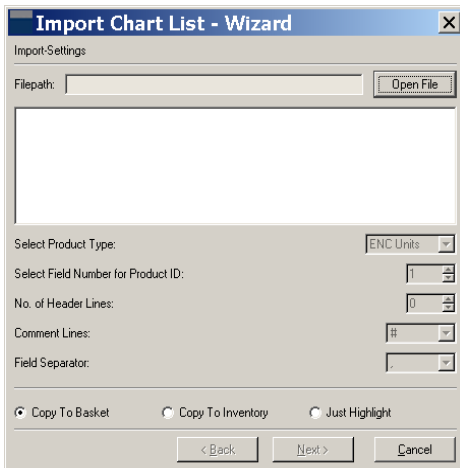 Import Chart List - Wizard
Import-Settings
Filepath: Open File
Select Product Type: ENC Units
Select Field Number for Product ID: 1
No. of Header Lines: 0
Comment Lines: #
Field Separator: ,
Copy To Basket Copy To Inventory Just Highlight
< Back Next > Cancel